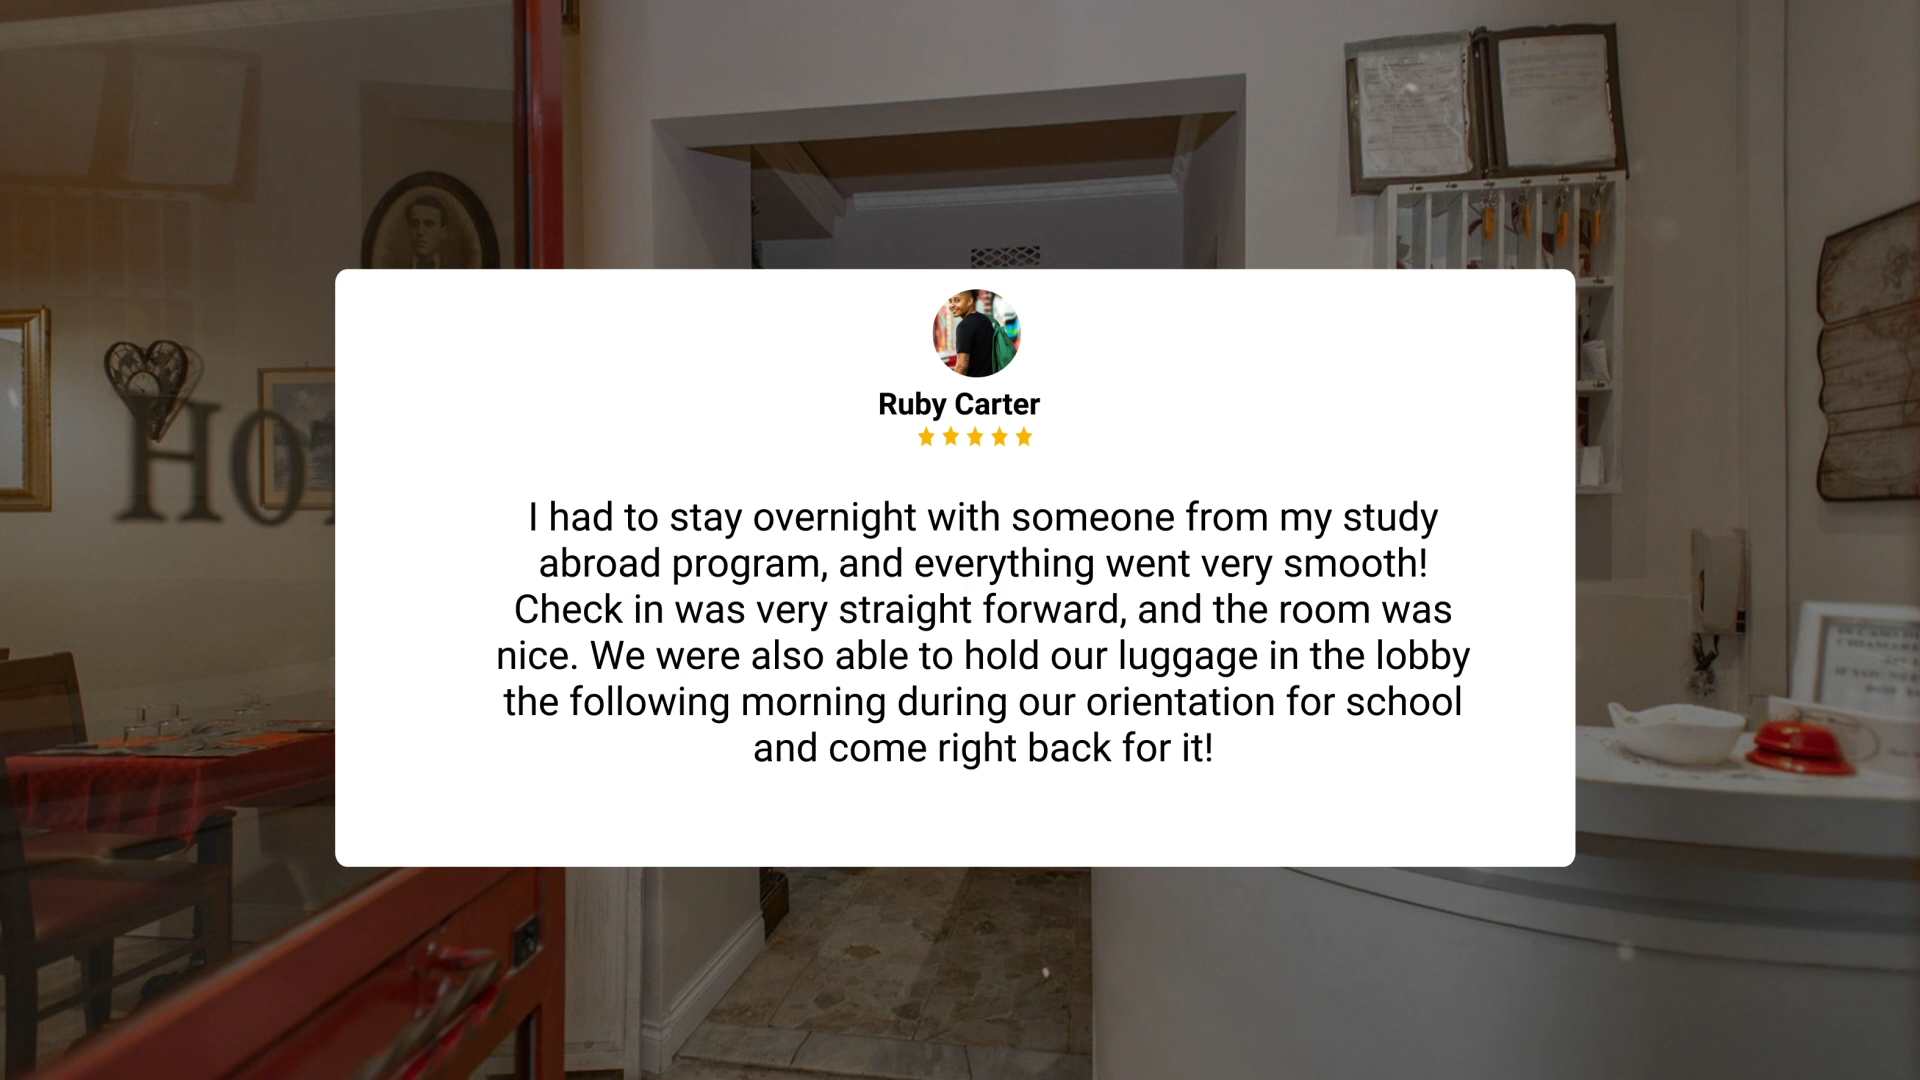 Ruby Carter
I had to stay overnight with someone from my study
abroad program, and everything went very smooth!
Check in was very straight forward, and the room was
nice. We were also able to hold our luggage in the lobby
the following morning during our orientation for school
and come right back for it!
HO